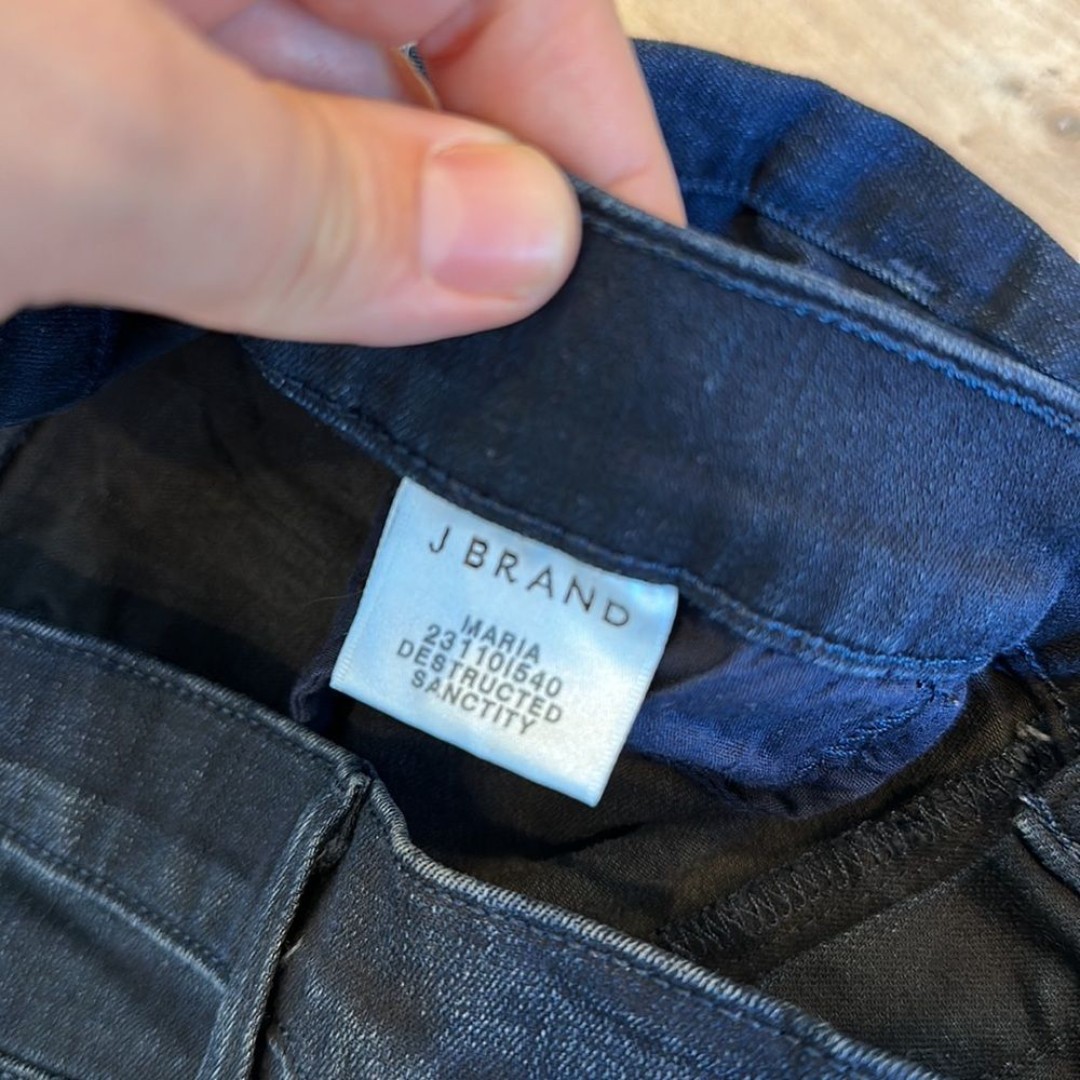 J BRAND
MARIA
23110I540
DESTRUCTED
SANCTITY